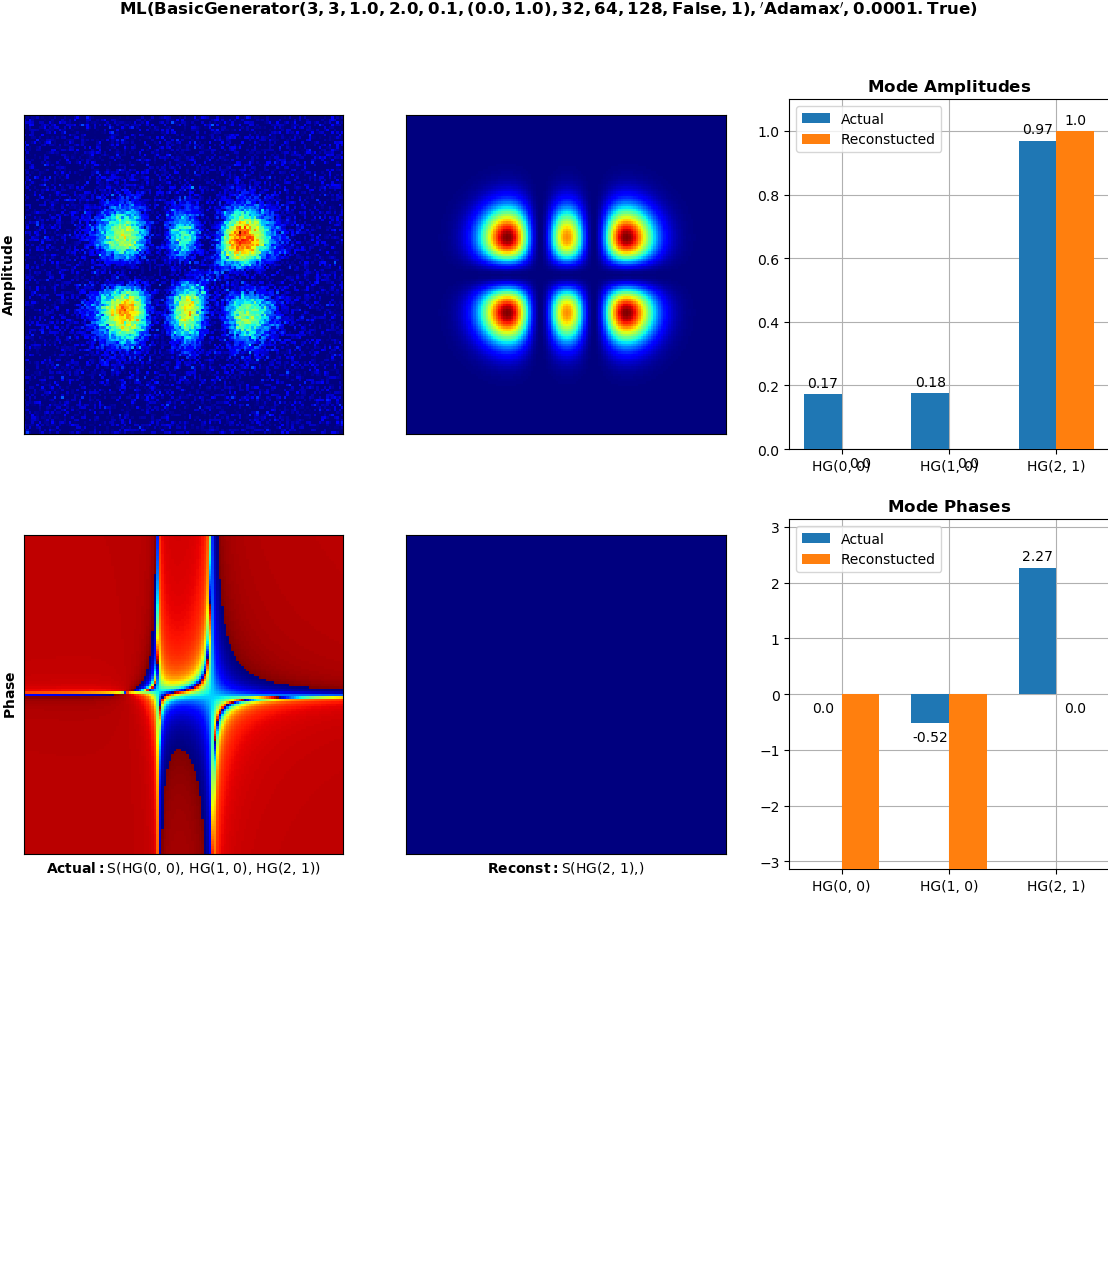 ML(BasicGenerator(3, 3, 1.0, 2.0, 0.1, (0.0, 1.0), 32, 64, 128, False, 1), 'Adamax', 0.0001. True)
Amplitude
Mode Amplitudes
Actual
Reconstucted
1.0
0.8
0.6
0.4
0.2
0.0
0.17
0.0
0.18
0.0
0.97
1.0
HG(0, 0)
HG(1, 0)
HG(2, 1)
Phase
Actual: S(HG(0, 0), HG(1, 0), HG(2, 1))
Reconst: S(HG(2, 1),)
Mode Phases
Actual
Reconstucted
3
2
1
0
−1
−2
−3
0.0
-0.52
2.27
0.0
HG(0, 0)
HG(1, 0)
HG(2, 1)